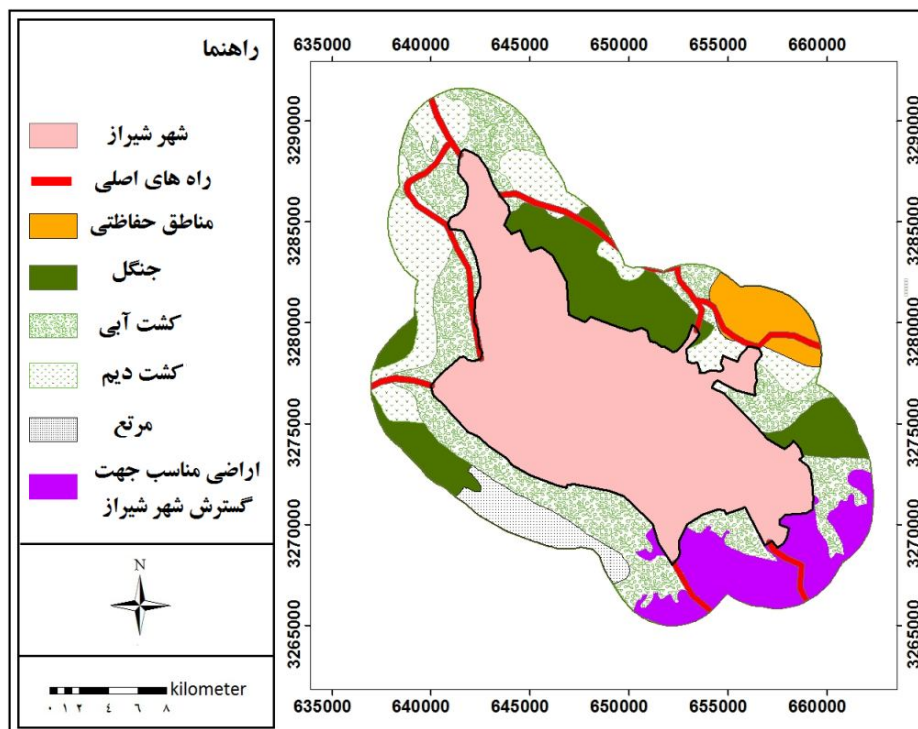 راهنما
شهر شیراز
راه های اصلی
مناطق حفاظتی
جنگل
کشت آبی
کشت دیم
مرتع
اراضی مناسب جهت
گسترش شهر شیراز
N
kilometer
۰ ۱ ۲ ۴ ۶ ۸
635000 640000 645000 650000 655000 660000
3290000 3290000
3285000 3285000
3280000 3280000
3275000 3275000
3270000 3270000
3265000 3265000
635000 640000 645000 650000 655000 660000